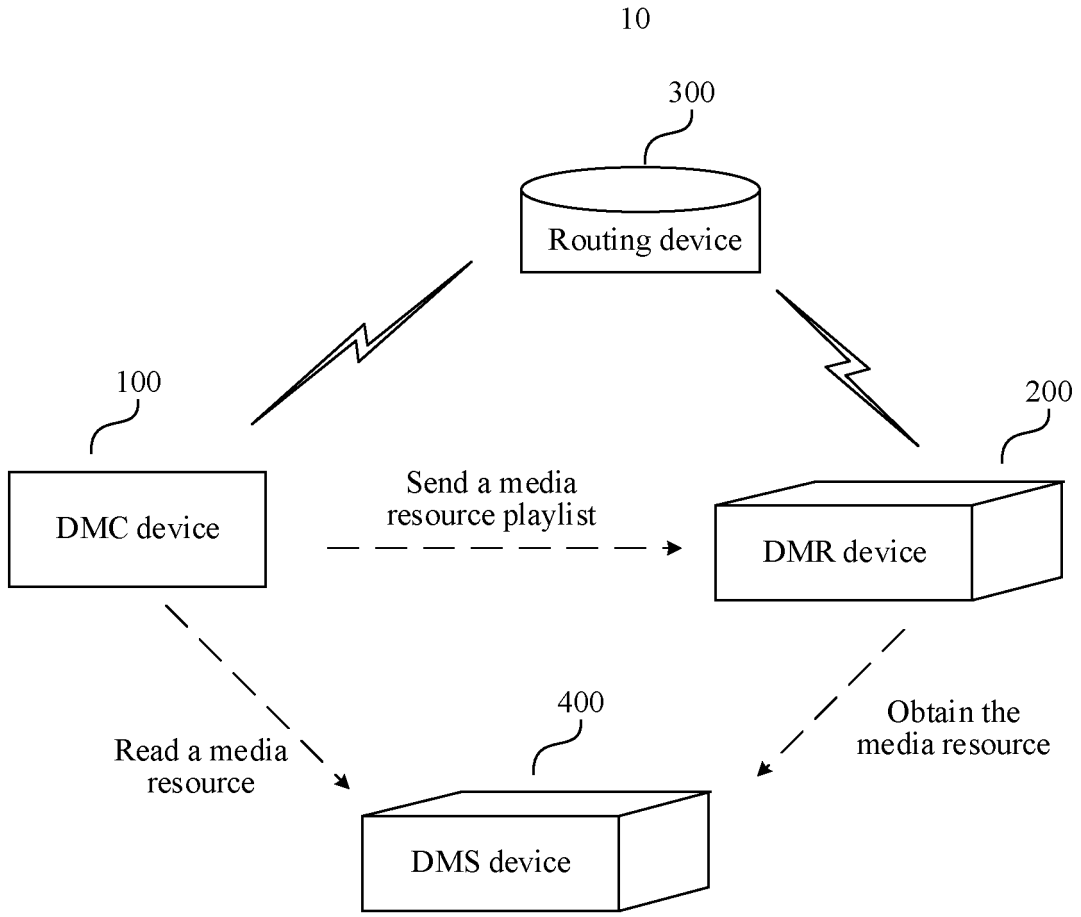 10
300
Routing device
100
200
DMC device
Send a media
resource playlist
DMR device
400
Read a media
resource
Obtain the
media resource
DMS device